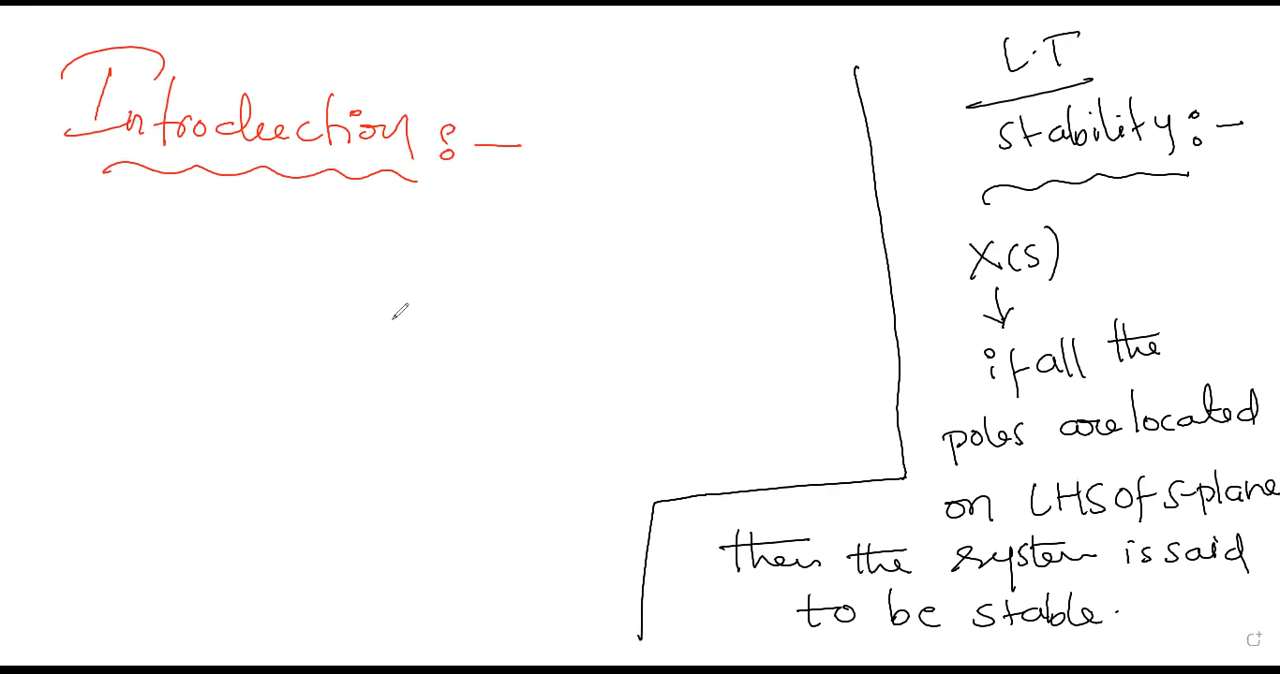 Introduction :-
L.T
stability :-
X(s)
if all the
poles are located
on LHS of s-plane
then the system is said
to be stable.